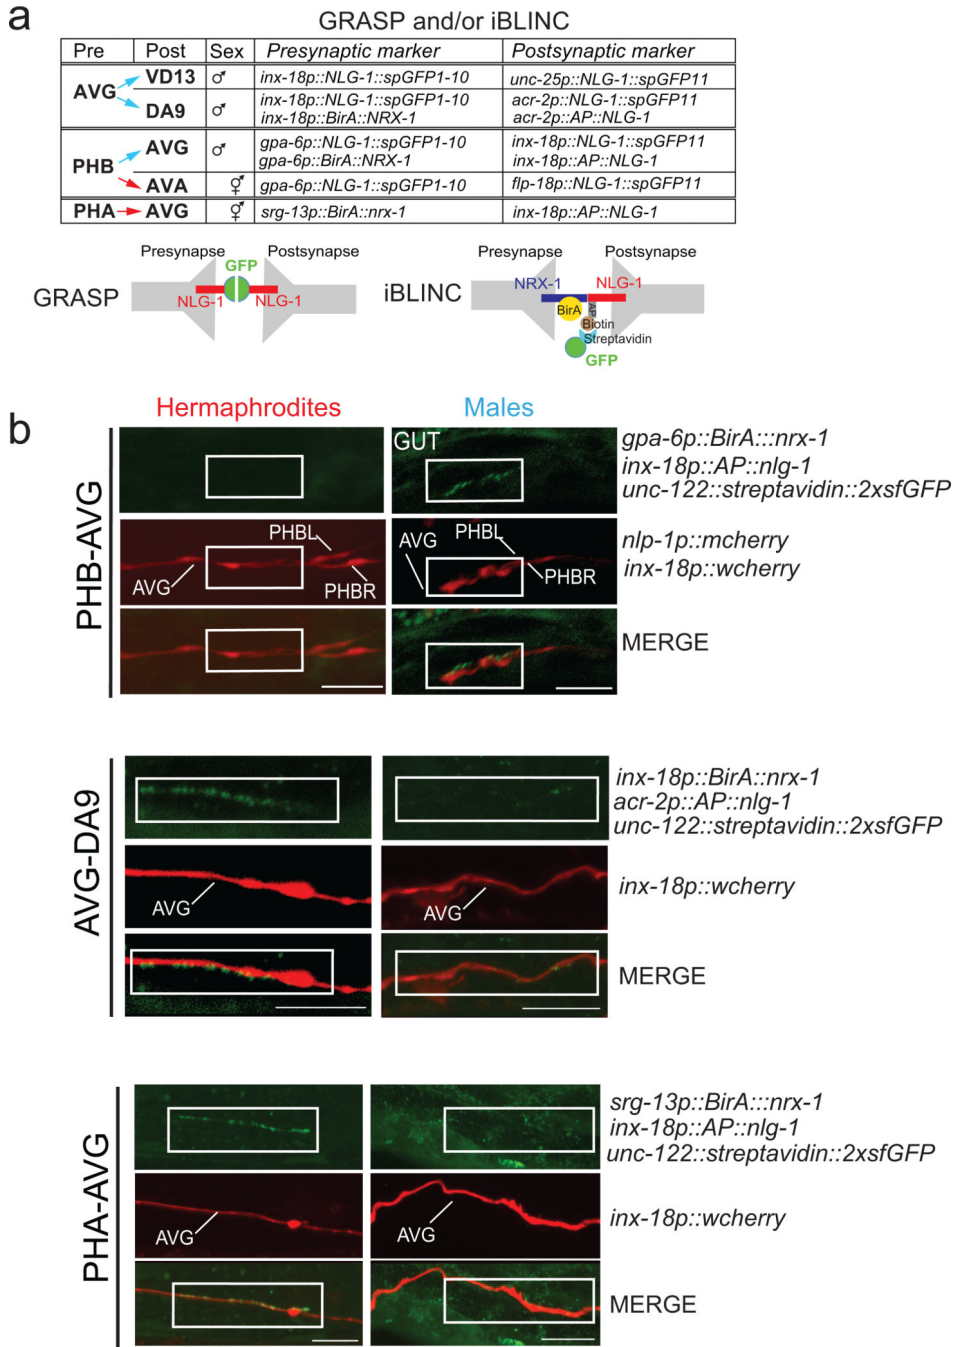 a
GRASP and/or iBLINC
Pre Post Sex Presynaptic marker Postsynaptic marker
AVG VD13 ♂ inx-18p::NLG-1::spGFP1-10 unc-25p::NLG-1::spGFP11
DA9 ♂ inx-18p::NLG-1::spGFP1-10 acr-2p::NLG-1::spGFP11
inx-18p::BirA::NRX-1 acr-2p::AP::NLG-1
PHB AVG ♂ gpa-6p::NLG-1::spGFP1-10 inx-18p::NLG-1::spGFP11
gpa-6p::BirA::NRX-1 inx-18p::AP::NLG-1
AVA ⚥ gpa-6p::NLG-1::spGFP1-10 flp-18p::NLG-1::spGFP11
PHA AVG ⚥ srg-13p::BirA::nrx-1 inx-18p::AP::NLG-1
Presynapse Postsynapse
GFP
GRASP
NLG-1 NLG-1
Presynapse Postsynapse
iBLINC
NRX-1 NLG-1
BirA
AP
Biotin
Streptavidin
GFP
b
Hermaphrodites Males
PHB-AVG
GUT
gpa-6p::BirA:::nrx-1
inx-18p::AP::nlg-1
unc-122::streptavidin::2xsfGFP
AVG PHBL PHBR
AVG PHBL PHBR
nlp-1p::mcherry
inx-18p::wcherry
MERGE
AVG-DA9
inx-18p::BirA::nrx-1
acr-2p::AP::nlg-1
unc-122::streptavidin::2xsfGFP
AVG
AVG
inx-18p::wcherry
MERGE
PHA-AVG
srg-13p::BirA:::nrx-1
inx-18p::AP::nlg-1
unc-122::streptavidin::2xsfGFP
AVG
AVG
inx-18p::wcherry
MERGE